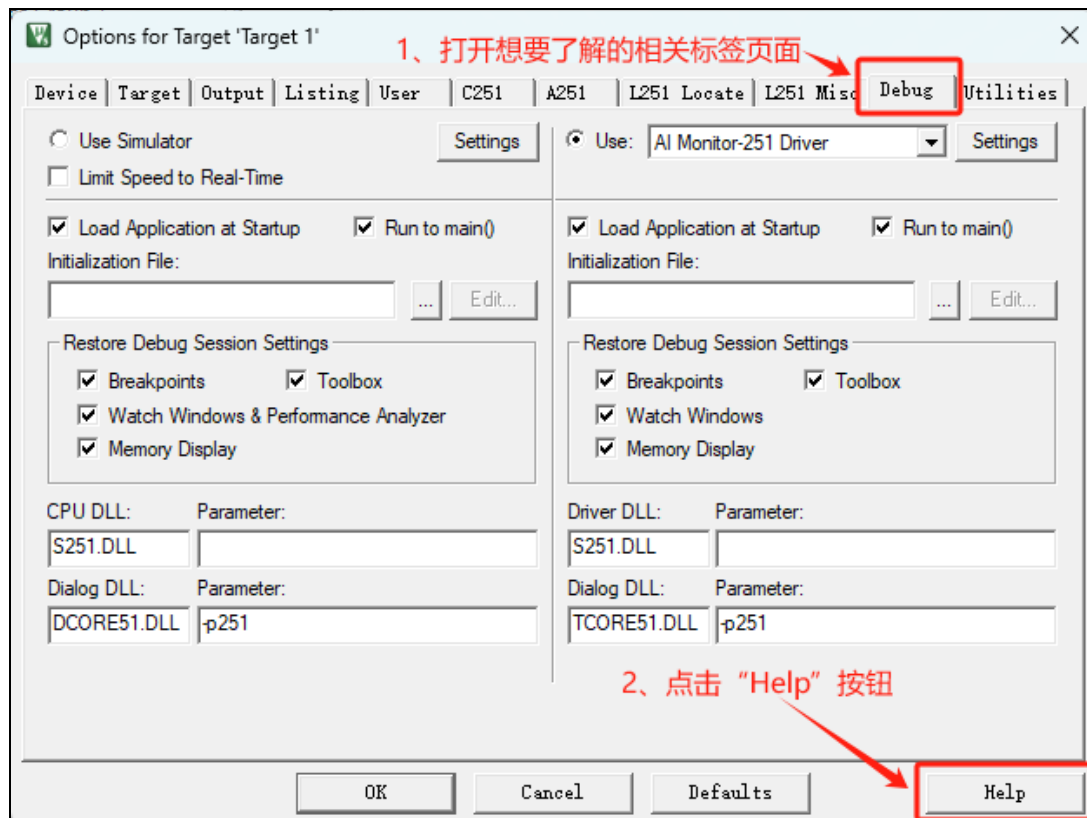 Options for Target 'Target 1'
1、打开想要了解的相关标签页面
Device Target Output Listing User C251 A251 L251 Locate L251 Misc Debug Utilities
Use Simulator Settings Use: AI Monitor-251 Driver Settings
Limit Speed to Real-Time
Load Application at Startup Run to main() Load Application at Startup Run to main()
Initialization File: Initialization File:
... Edit... ... Edit...
Restore Debug Session Settings Restore Debug Session Settings
Breakpoints Toolbox Breakpoints Toolbox
Watch Windows & Performance Analyzer Watch Windows
Memory Display Memory Display
CPU DLL: Parameter: Driver DLL: Parameter:
S251.DLL S251.DLL
Dialog DLL: Parameter: Dialog DLL: Parameter:
DCORE51.DLL -p251 TCORE51.DLL -p251
2、点击“Help”按钮
OK Cancel Defaults Help